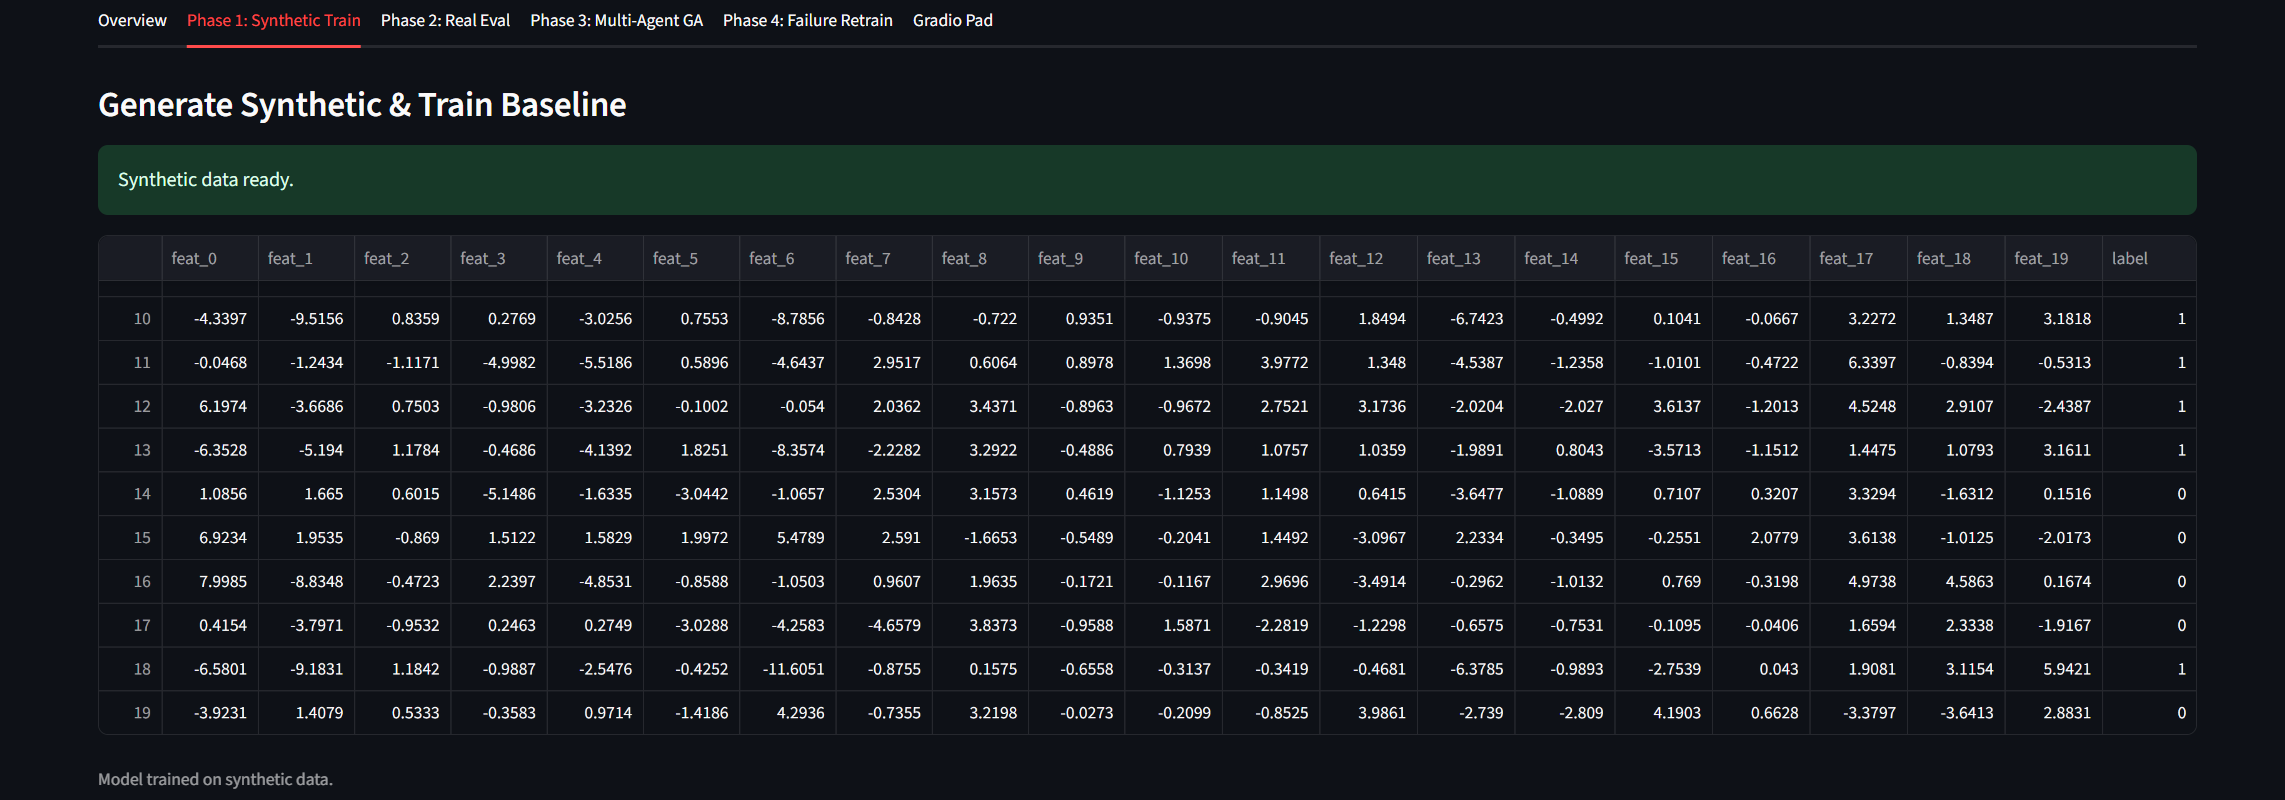 Overview Phase 1: Synthetic Train Phase 2: Real Eval Phase 3: Multi-Agent GA Phase 4: Failure Retrain Gradio Pad
Generate Synthetic & Train Baseline
Synthetic data ready.
feat_0 feat_1 feat_2 feat_3 feat_4 feat_5 feat_6 feat_7 feat_8 feat_9 feat_10 feat_11 feat_12 feat_13 feat_14 feat_15 feat_16 feat_17 feat_18 feat_19 label
10 -4.3397 -9.5156 0.8359 0.2769 -3.0256 0.7553 -8.7856 -0.8428 -0.722 0.9351 -0.9375 -0.9045 1.8494 -6.7423 -0.4992 0.1041 -0.0667 3.2272 1.3487 3.1818 1
11 -0.0468 -1.2434 -1.1171 -4.9982 -5.5186 0.5896 -4.6437 2.9517 0.6064 0.8978 1.3698 3.9772 1.348 -4.5387 -1.2358 -1.0101 -0.4722 6.3397 -0.8394 -0.5313 1
12 6.1974 -3.6686 0.7503 -0.9806 -3.2326 -0.1002 -0.054 2.0362 3.4371 -0.8963 -0.9672 2.7521 3.1736 -2.0204 -2.027 3.6137 -1.2013 4.5248 2.9107 -2.4387 1
13 -6.3528 -5.194 1.1784 -0.4686 -4.1392 1.8251 -8.3574 -2.2282 3.2922 -0.4886 0.7939 1.0757 1.0359 -1.9891 0.8043 -3.5713 -1.1512 1.4475 1.0793 3.1611 1
14 1.0856 1.665 0.6015 -5.1486 -1.6335 -3.0442 -1.0657 2.5304 3.1573 0.4619 -1.1253 1.1498 0.6415 -3.6477 -1.0889 0.7107 0.3207 3.3294 -1.6312 0.1516 0
15 6.9234 1.9535 -0.869 1.5122 1.5829 1.9972 5.4789 2.591 -1.6653 -0.5489 -0.2041 1.4492 -3.0967 2.2334 -0.3495 -0.2551 2.0779 3.6138 -1.0125 -2.0173 0
16 7.9985 -8.8348 -0.4723 2.2397 -4.8531 -0.8588 -1.0503 0.9607 1.9635 -0.1721 -0.1167 2.9696 -3.4914 -0.2962 -1.0132 0.769 -0.3198 4.9738 4.5863 0.1674 0
17 0.4154 -3.7971 -0.9532 0.2463 0.2749 -3.0288 -4.2583 -4.6579 3.8373 -0.9588 1.5871 -2.2819 -1.2298 -0.6575 -0.7531 -0.1095 -0.0406 1.6594 2.3338 -1.9167 0
18 -6.5801 -9.1831 1.1842 -0.9887 -2.5476 -0.4252 -11.6051 -0.8755 0.1575 -0.6558 -0.3137 -0.3419 -0.4681 -6.3785 -0.9893 -2.7539 0.043 1.9081 3.1154 5.9421 1
19 -3.9231 1.4079 0.5333 -0.3583 0.9714 -1.4186 4.2936 -0.7355 3.2198 -0.0273 -0.2099 -0.8525 3.9861 -2.739 -2.809 4.1903 0.6628 -3.3797 -3.6413 2.8831 0
Model trained on synthetic data.